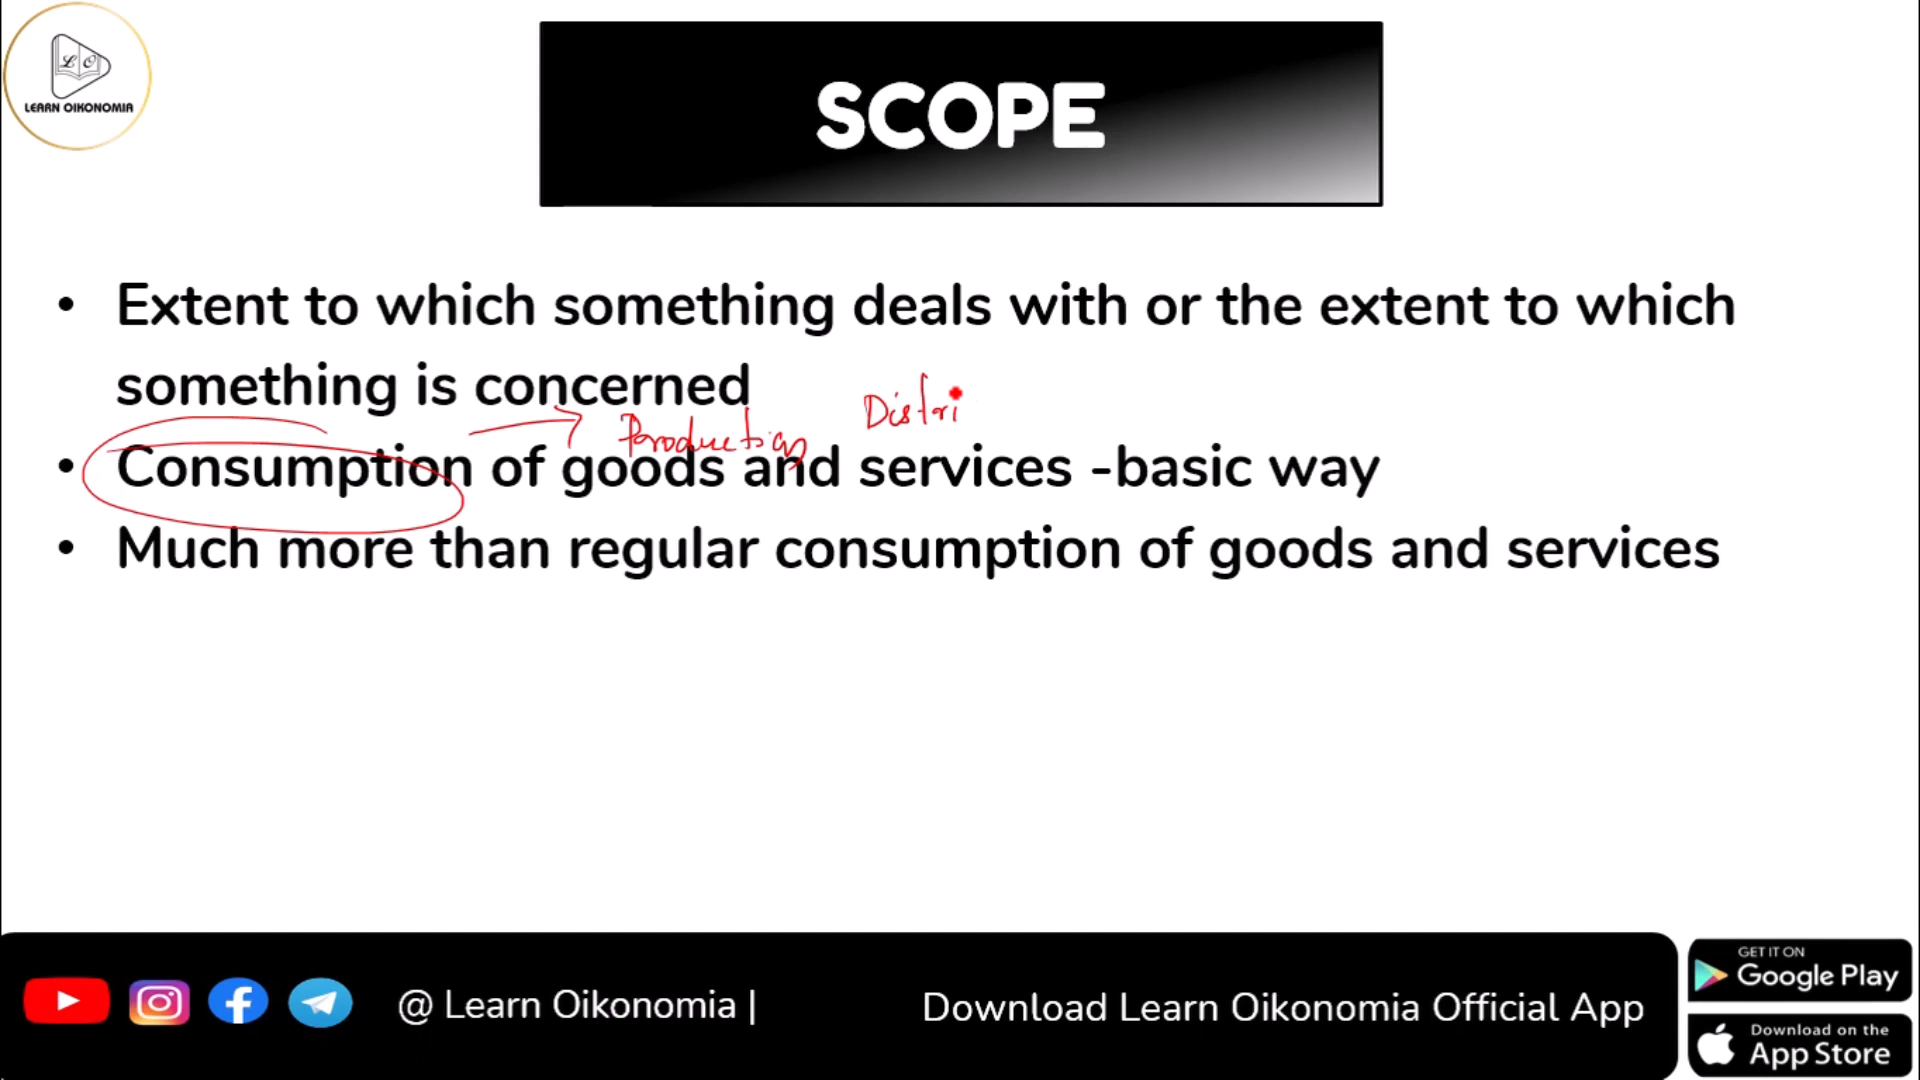 LO
LEARN OIKONOMIA
SCOPE
• Extent to which something deals with or the extent to which
something is concerned
Production Distri
• Consumption of goods and services -basic way
• Much more than regular consumption of goods and services
@ Learn Oikonomia |
Download Learn Oikonomia Official App
GET IT ON
Google Play
Download on the
App Store